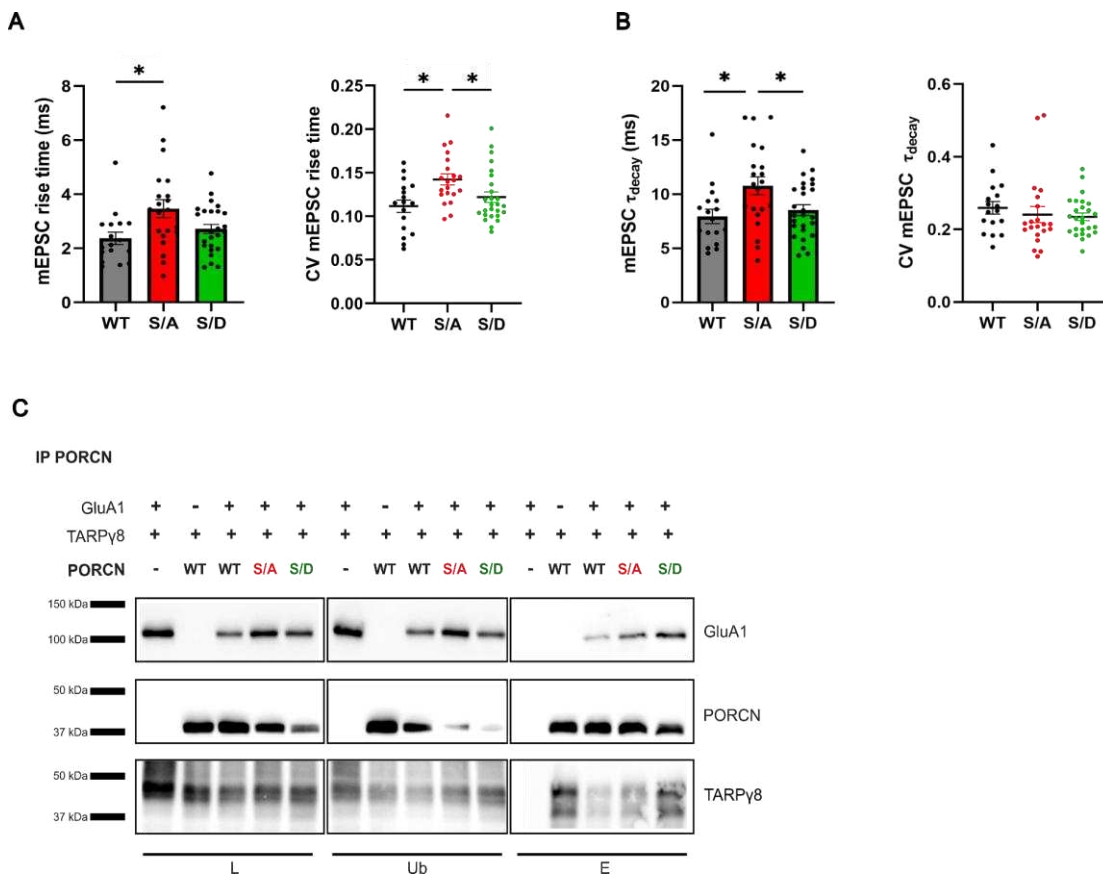 A
B
*
8
6
4
2
0
mEPSC rise time (ms)
WT S/A S/D
* *
0.25
0.20
0.15
0.10
0.05
0.00
CV mEPSC rise time
WT S/A S/D
* *
20
15
10
5
0
mEPSC τdecay (ms)
WT S/A S/D
0.6
0.4
0.2
0.0
CV mEPSC τdecay
WT S/A S/D
C
IP PORCN
GluA1 + - + + + + - + + + + - + + +
TARPγ8 + + + + + + + + + + + + + + +
PORCN - WT WT S/A S/D - WT WT S/A S/D - WT WT S/A S/D
150 kDa
100 kDa
GluA1
50 kDa
37 kDa
PORCN
50 kDa
37 kDa
TARPγ8
L Ub E